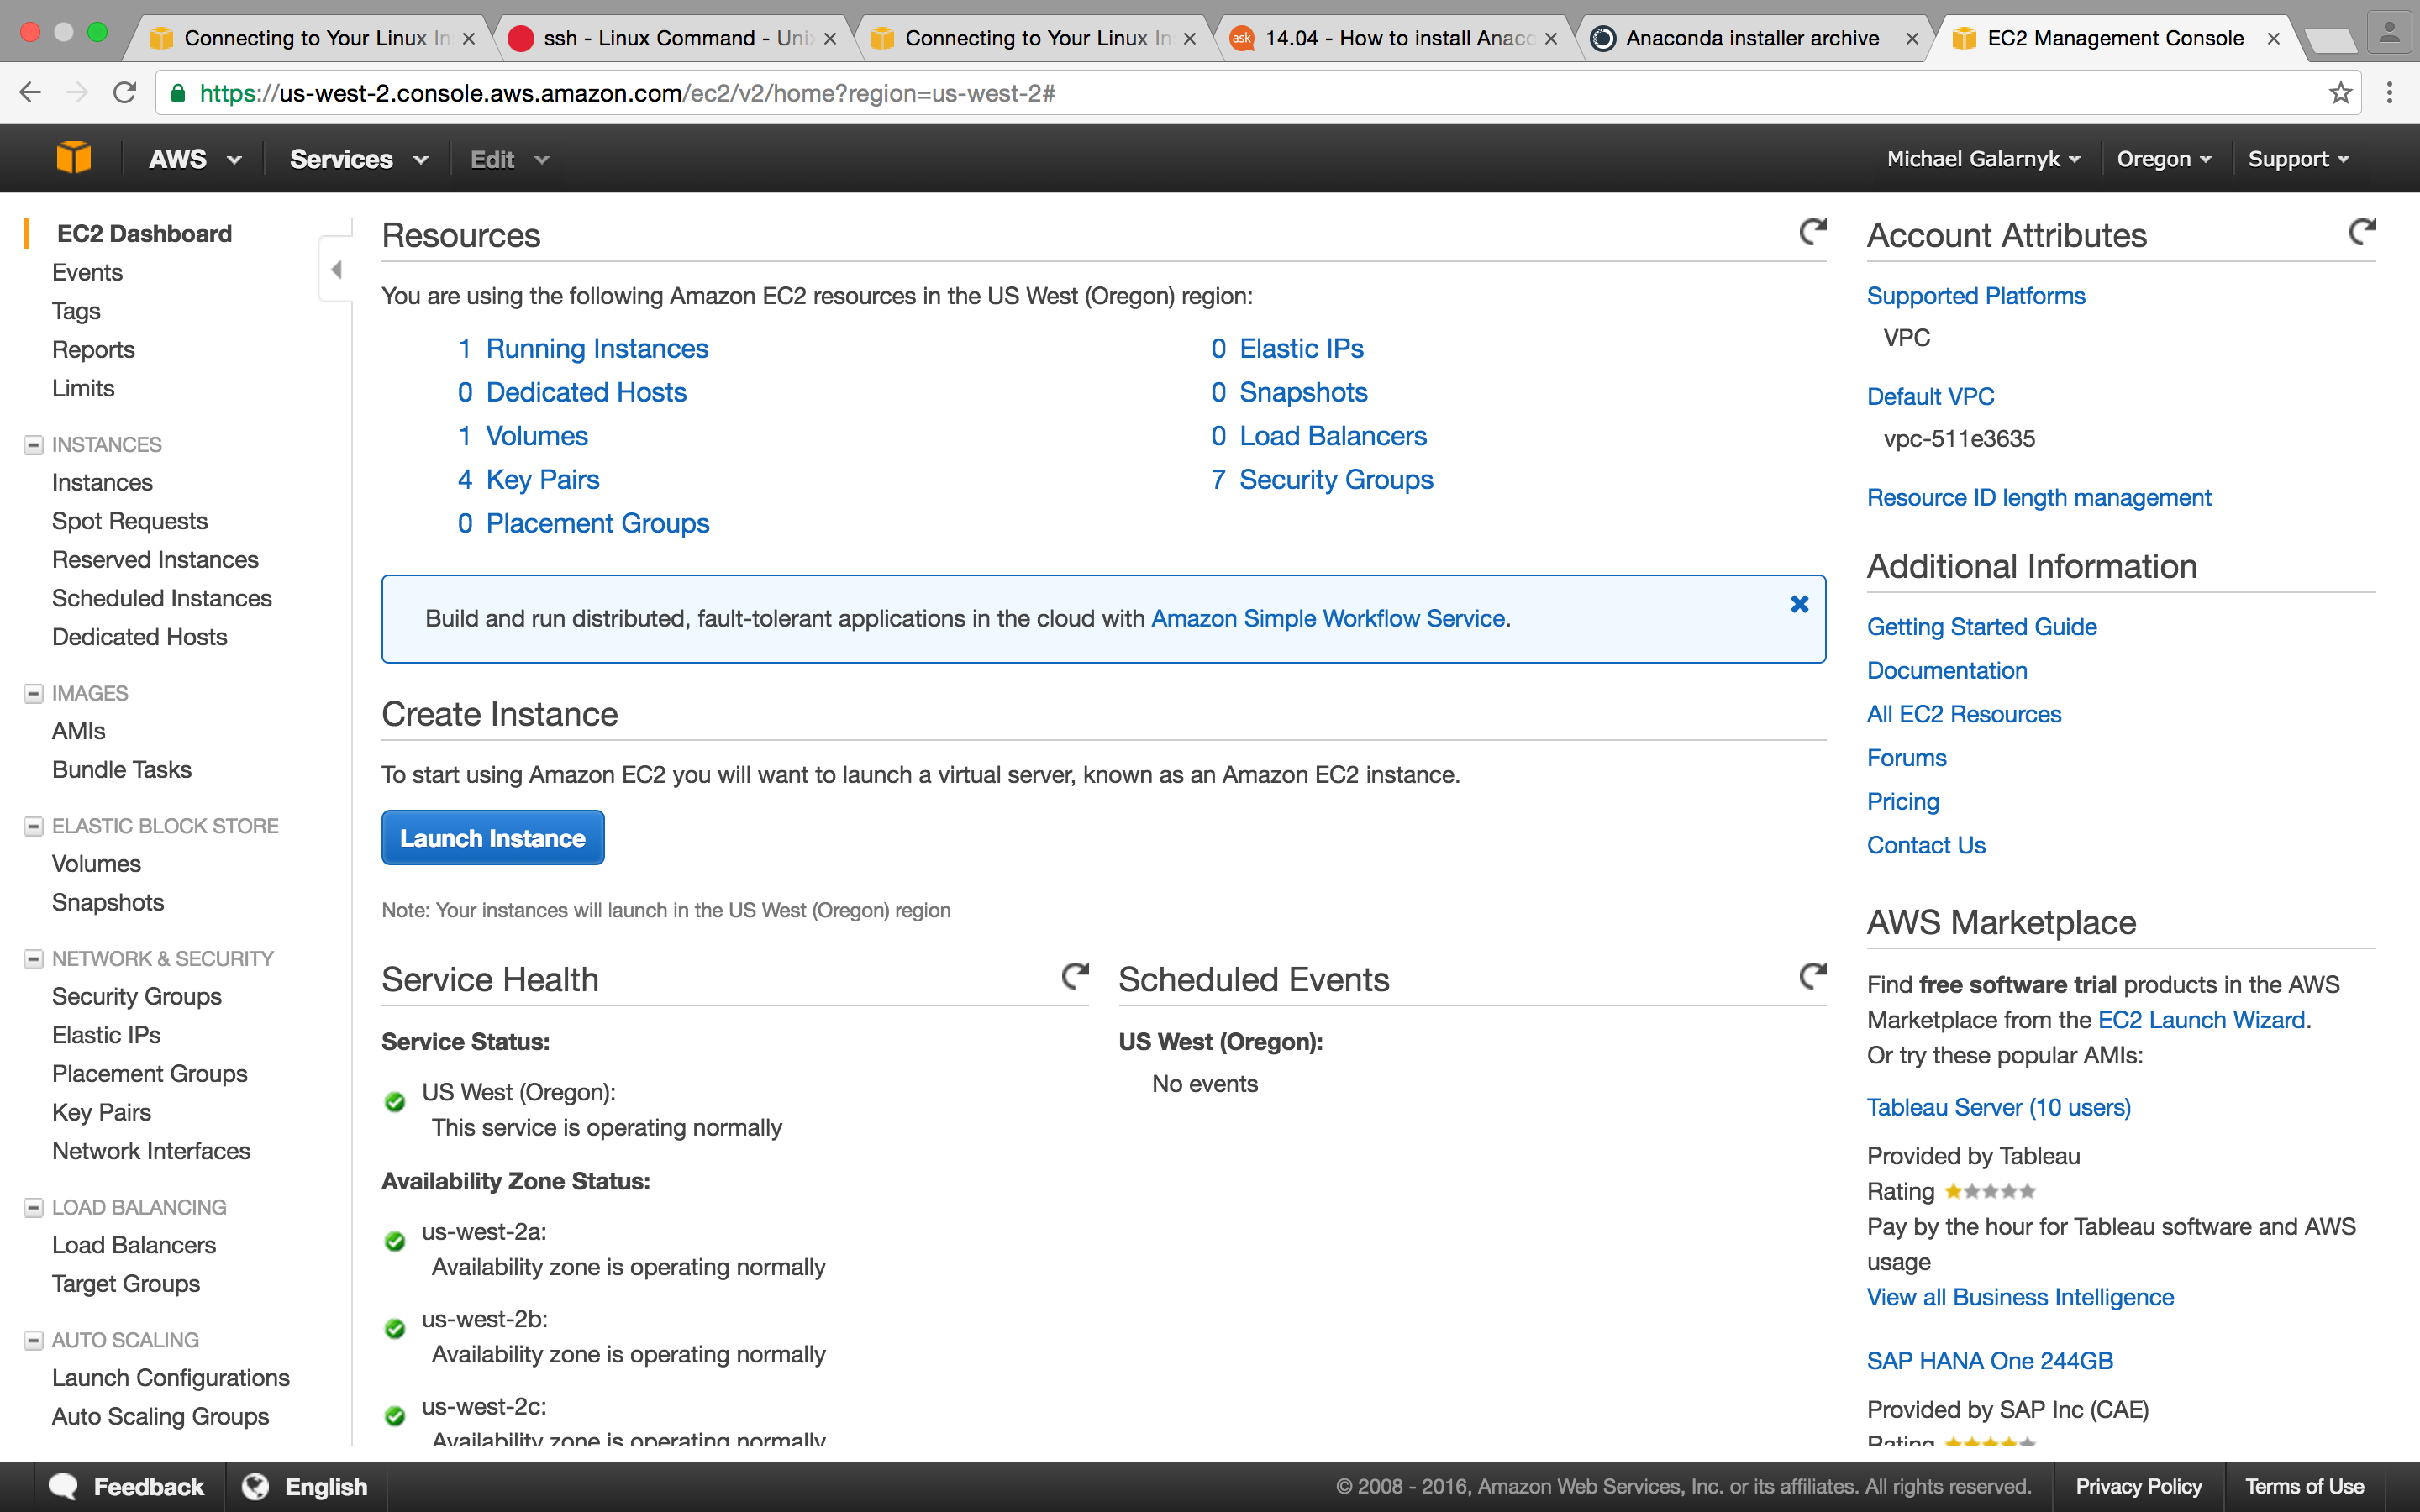 Connecting to Your Linux In
ssh - Linux Command - Unix
Connecting to Your Linux In
ask
14.04 - How to install Anaco
Anaconda installer archive
EC2 Management Console
https://us-west-2.console.aws.amazon.com/ec2/v2/home?region=us-west-2#
AWS
Services
Edit
Michael Galarnyk
Oregon
Support
EC2 Dashboard
Events
Tags
Reports
Limits
INSTANCES
Instances
Spot Requests
Reserved Instances
Scheduled Instances
Dedicated Hosts
IMAGES
AMIs
Bundle Tasks
ELASTIC BLOCK STORE
Volumes
Snapshots
NETWORK & SECURITY
Security Groups
Elastic IPs
Placement Groups
Key Pairs
Network Interfaces
LOAD BALANCING
Load Balancers
Target Groups
AUTO SCALING
Launch Configurations
Auto Scaling Groups
Resources
You are using the following Amazon EC2 resources in the US West (Oregon) region:
1 Running Instances
0 Elastic IPs
0 Dedicated Hosts
0 Snapshots
1 Volumes
0 Load Balancers
4 Key Pairs
7 Security Groups
0 Placement Groups
Build and run distributed, fault-tolerant applications in the cloud with Amazon Simple Workflow Service.
Create Instance
To start using Amazon EC2 you will want to launch a virtual server, known as an Amazon EC2 instance.
Launch Instance
Note: Your instances will launch in the US West (Oregon) region
Service Health
Service Status:
US West (Oregon):
This service is operating normally
Availability Zone Status:
us-west-2a:
Availability zone is operating normally
us-west-2b:
Availability zone is operating normally
us-west-2c:
Availability zone is operating normally
Scheduled Events
US West (Oregon):
No events
Account Attributes
Supported Platforms
VPC
Default VPC
vpc-511e3635
Resource ID length management
Additional Information
Getting Started Guide
Documentation
All EC2 Resources
Forums
Pricing
Contact Us
AWS Marketplace
Find free software trial products in the AWS
Marketplace from the EC2 Launch Wizard.
Or try these popular AMIs:
Tableau Server (10 users)
Provided by Tableau
Rating
Pay by the hour for Tableau software and AWS
usage
View all Business Intelligence
SAP HANA One 244GB
Provided by SAP Inc (CAE)
Rating
Feedback
English
© 2008 - 2016, Amazon Web Services, Inc. or its affiliates. All rights reserved.
Privacy Policy
Terms of Use